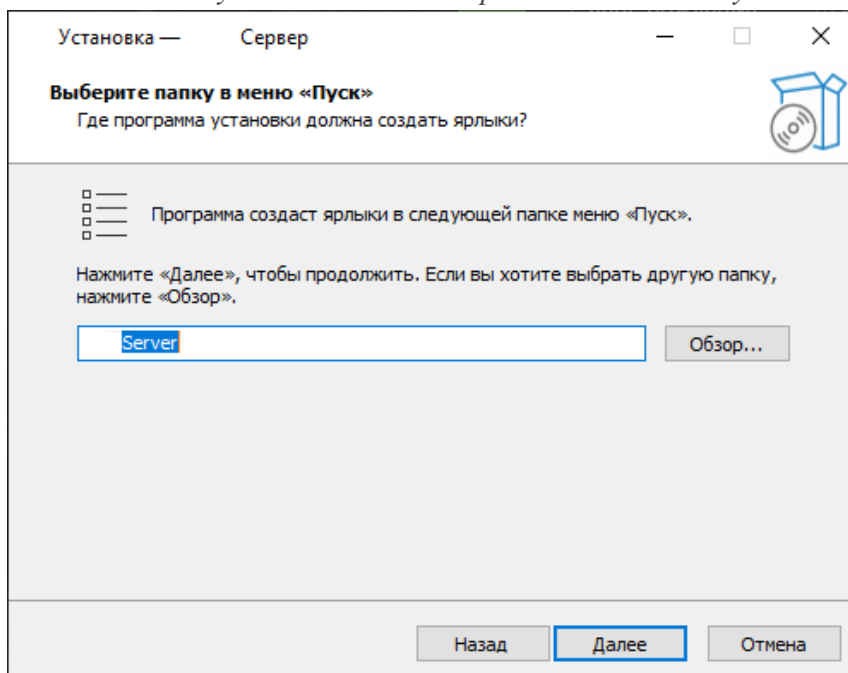 Установка — Сервер
Выберите папку в меню «Пуск»
Где программа установки должна создать ярлыки?
Программа создаст ярлыки в следующей папке меню «Пуск».
Нажмите «Далее», чтобы продолжить. Если вы хотите выбрать другую папку,
нажмите «Обзор».
Server
Обзор...
Назад
Далее
Отмена